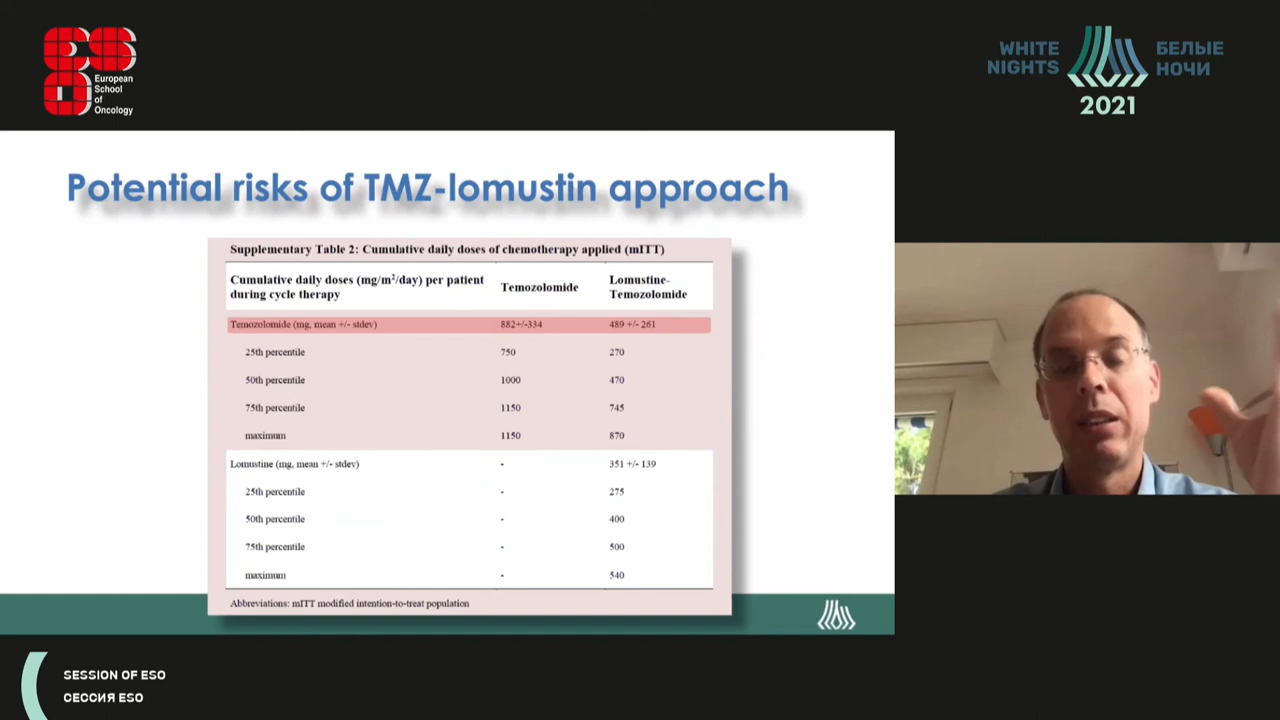 European
School
of
Oncology
WHITE
NIGHTS
БЕЛЫЕ
НОЧИ
2021
Potential risks of TMZ-lomustin approach
Supplementary Table 2: Cumulative daily doses of chemotherapy applied (mITT)
Cumulative daily doses (mg/m²/day) per patient
during cycle therapy
Temozolomide
Lomustine-
Temozolomide
Temozolomide (mg, mean +/- stdev) 882+/-334 489 +/- 261
25th percentile 750 270
50th percentile 1000 470
75th percentile 1150 745
maximum 1150 870
Lomustine (mg, mean +/- stdev) - 351 +/- 139
25th percentile - 275
50th percentile - 400
75th percentile - 500
maximum - 540
Abbreviations: mITT modified intention-to-treat population
SESSION OF ESO
СЕССИЯ ESO